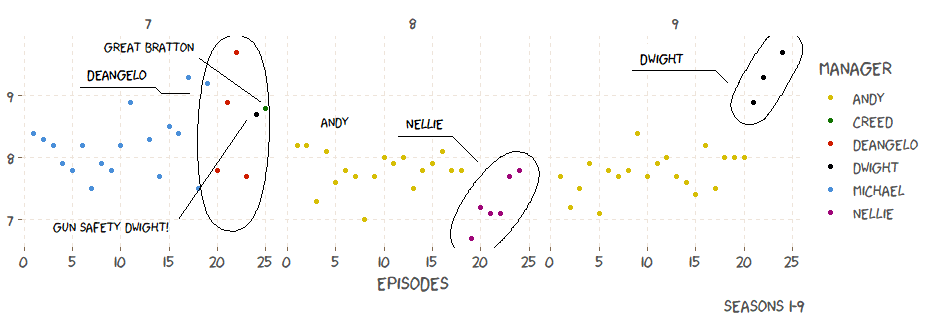 7 8 9
GREAT BRATTON
DEANGELO
GUN SAFETY DWIGHT!
ANDY
NELLIE
DWIGHT
9
8
7
0 5 10 15 20 25 0 5 10 15 20 25 0 5 10 15 20 25
EPISODES
MANAGER
ANDY
CREED
DEANGELO
DWIGHT
MICHAEL
NELLIE
SEASONS 1-9